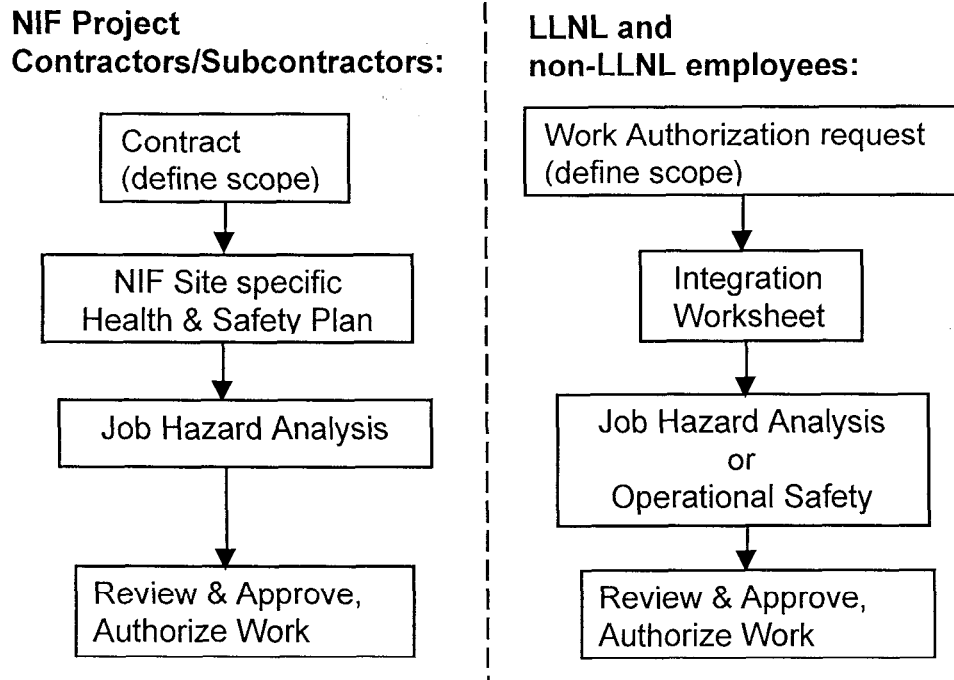 NIF Project
Contractors/Subcontractors:
Contract
(define scope)
NIF Site specific
Health & Safety Plan
Job Hazard Analysis
Review & Approve,
Authorize Work
LLNL and
non-LLNL employees:
Work Authorization request
(define scope)
Integration
Worksheet
Job Hazard Analysis
or
Operational Safety
Review & Approve,
Authorize Work